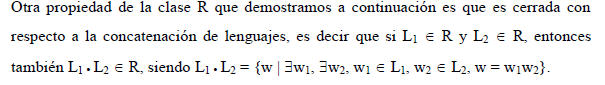 Otra propiedad de la clase R que demostramos a continuación es que es cerrada con
respecto a la concatenación de lenguajes, es decir que si L₁ ∈ R y L₂ ∈ R, entonces
también L₁ • L₂ ∈ R, siendo L₁ • L₂ = {w | ∃w₁, ∃w₂, w₁ ∈ L₁, w₂ ∈ L₂, w = w₁w₂}.